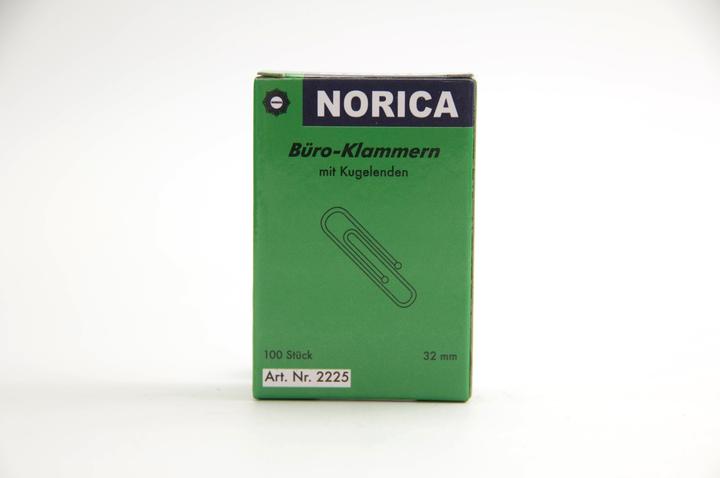 NORICA
Büro-Klammern
mit Kugelenden
100 Stück 32 mm
Art. Nr. 2225